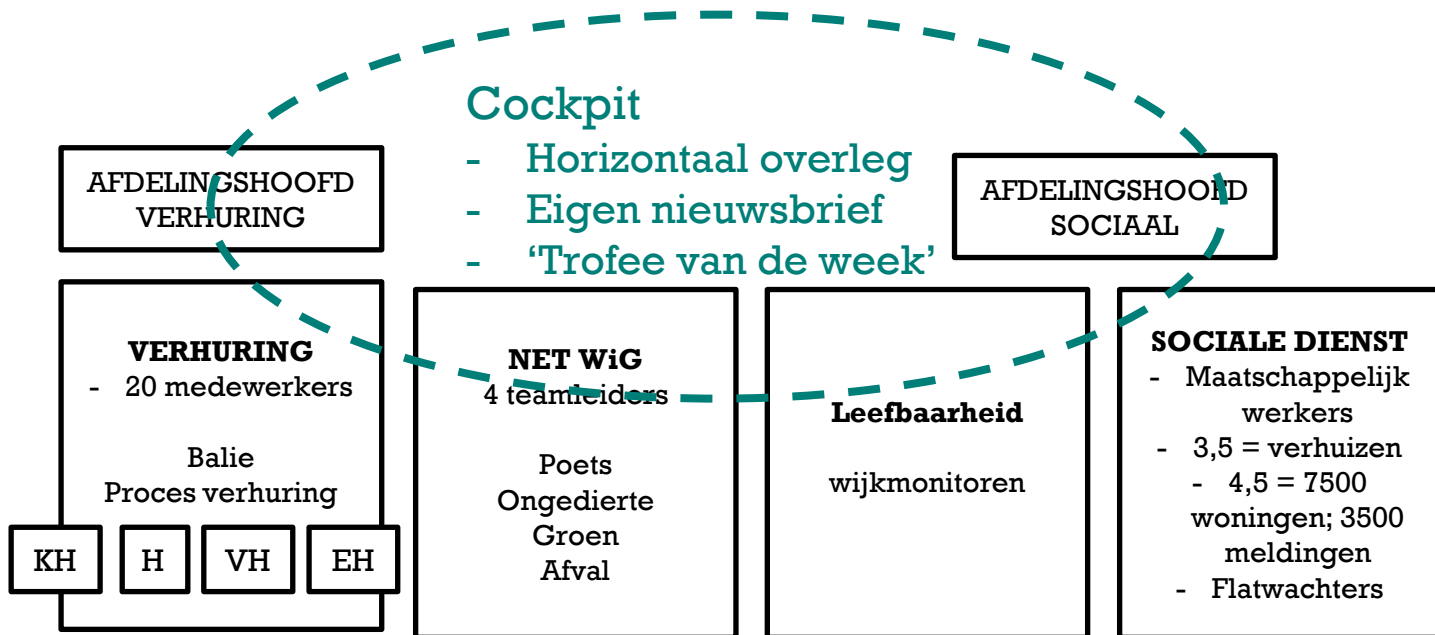 Cockpit
- Horizontaal overleg
- Eigen nieuwsbrief
- ‘Trofee van de week’
AFDELINGSHOOFD
VERHURING
AFDELINGSHOOFD
SOCIAAL
VERHURING
- 20 medewerkers
Balie
Proces verhuring
KH
H
VH
EH
NET WiG
4 teamleiders
Poets
Ongedierte
Groen
Afval
Leefbaarheid
wijkmonitoren
SOCIALE DIENST
- Maatschappelijk
werkers
- 3,5 = verhuizen
- 4,5 = 7500
woningen; 3500
meldingen
- Flatwachters